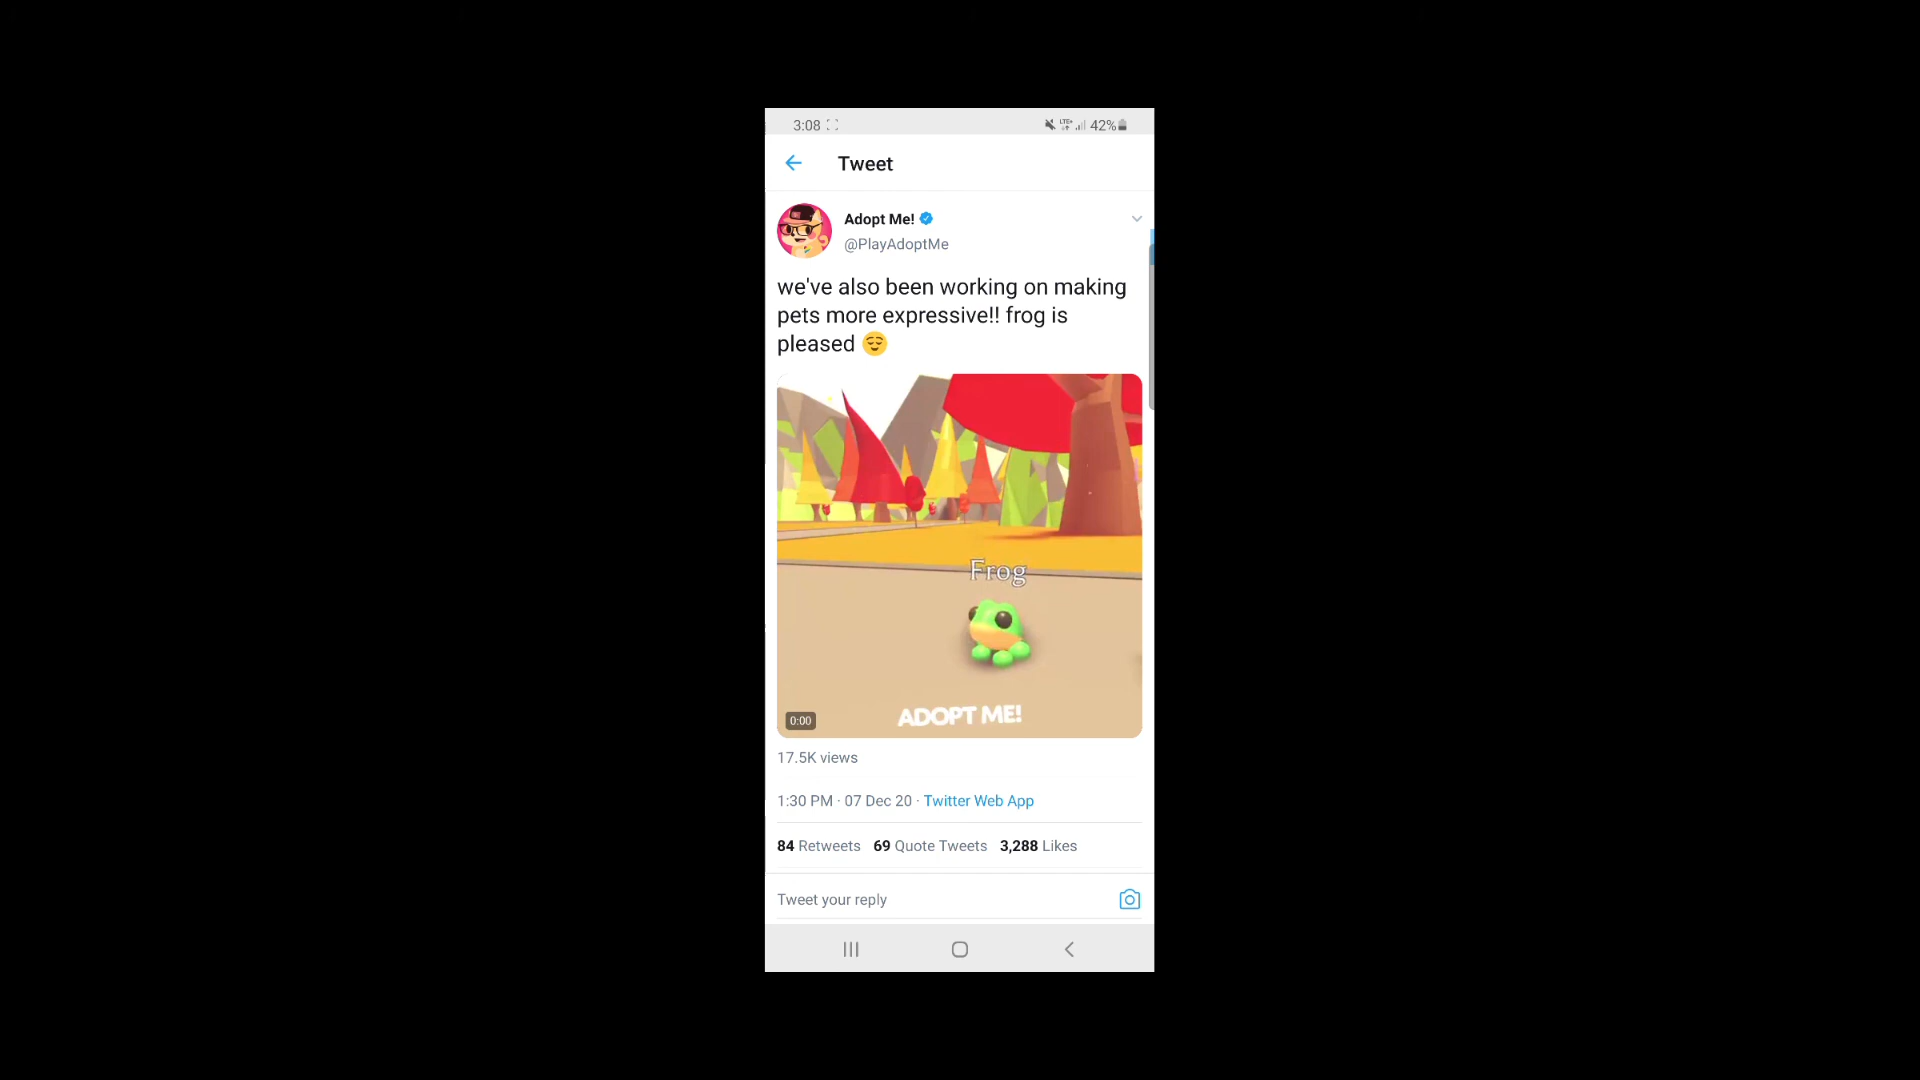 3:08
LTE+ 42%
Tweet
Adopt Me!
@PlayAdoptMe
we've also been working on making
pets more expressive!! frog is
pleased 😌
Frog
ADOPT ME!
0:00
17.5K views
1:30 PM · 07 Dec 20 · Twitter Web App
84 Retweets 69 Quote Tweets 3,288 Likes
Tweet your reply